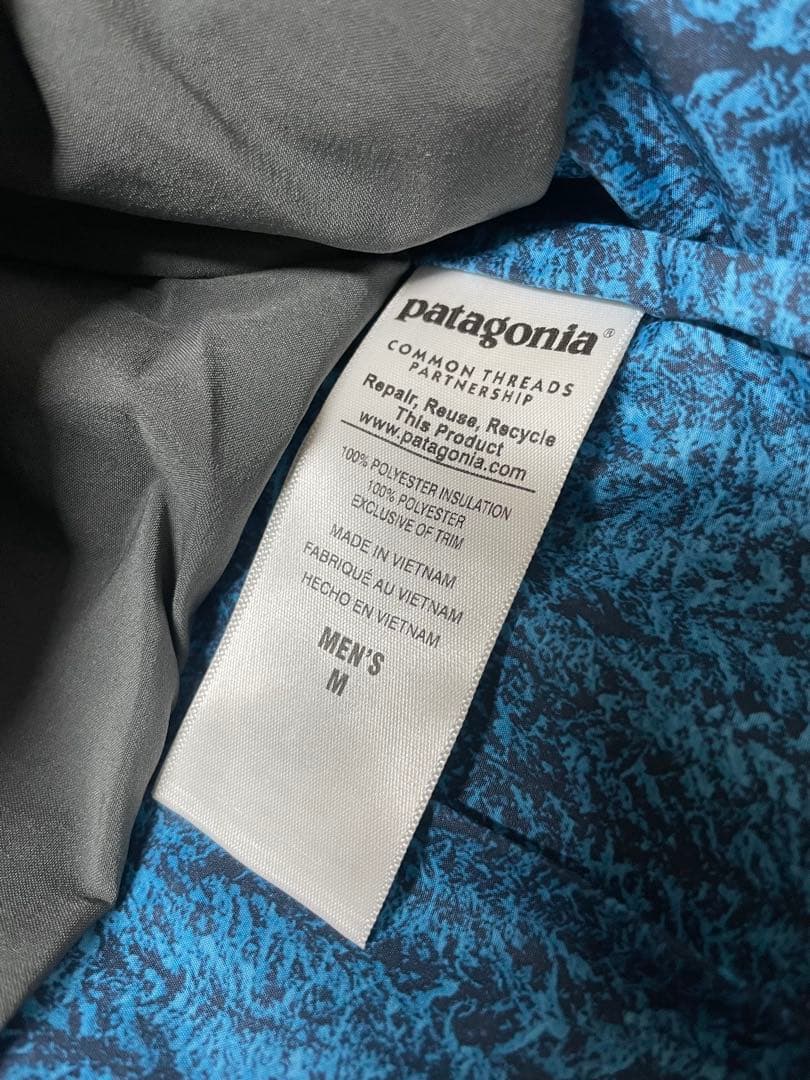 patagonia®
COMMON THREADS
PARTNERSHIP
Repair, Reuse, Recycle
This Product
www.patagonia.com
100% POLYESTER INSULATION
100% POLYESTER
EXCLUSIVE OF TRIM
MADE IN VIETNAM
FABRIQUÉ AU VIETNAM
HECHO EN VIETNAM
MEN'S
M